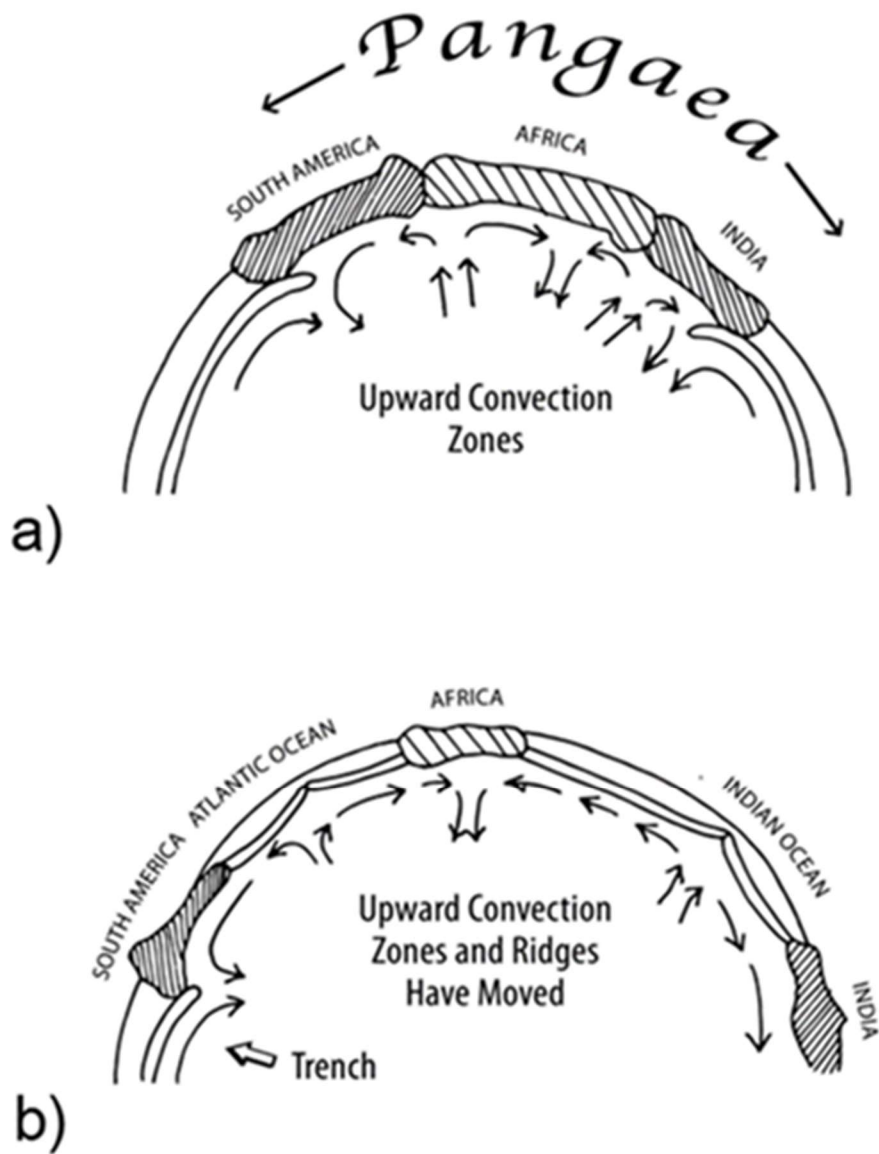 Pangaea
SOUTH AMERICA
AFRICA
INDIA
Upward Convection
Zones
a)
AFRICA
ATLANTIC OCEAN
SOUTH AMERICA
INDIAN OCEAN
Upward Convection
Zones and Ridges
Have Moved
INDIA
Trench
b)